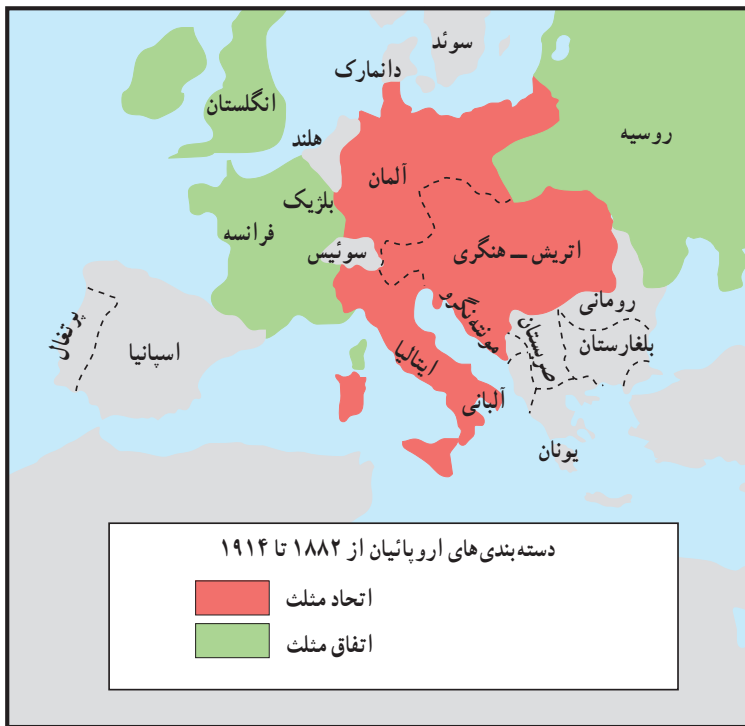 سوئد
دانمارک
انگلستان
هلند
روسیه
آلمان
بلژیک
فرانسه
سوئیس
اتریش ــ هنگری
رومانی
مونته‌نگرو
صربستان
بلغارستان
پرتغال
اسپانیا
ایتالیا
آلبانی
یونان
دسته‌بندی‌های اروپائیان از ۱۸۸۲ تا ۱۹۱۴
اتحاد مثلث
اتفاق مثلث